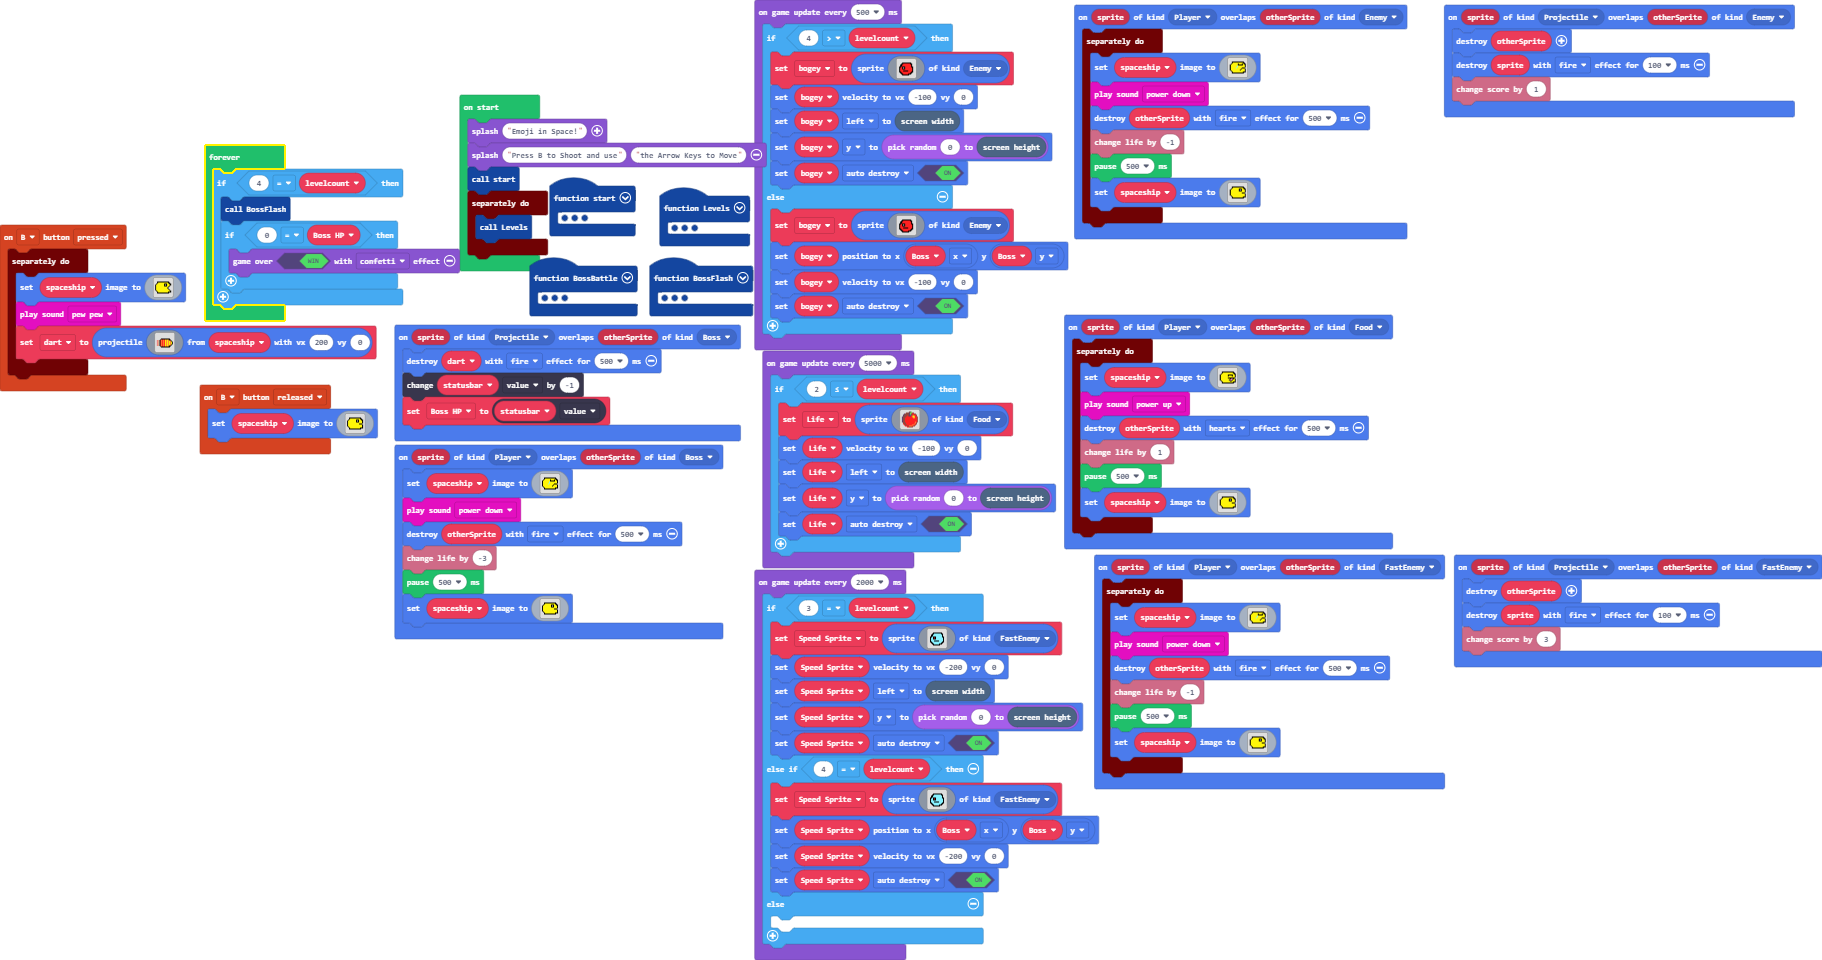 on B button pressed
separately do
set spaceship image to
play sound pew pew
set dart to projectile from spaceship with vx 200 vy 0
forever
if 4 = levelcount then
call BossFlash
if 0 = Boss HP then
game over WIN with confetti effect
on B button released
set spaceship image to
on start
splash "Emoji in Space!"
splash "Press B to Shoot and use" "the Arrow Keys to Move"
call start
separately do
call Levels
function start
function Levels
function BossBattle
function BossFlash
on sprite of kind Projectile overlaps otherSprite of kind Boss
destroy dart with fire effect for 500 ms
change statusbar value by -1
set Boss HP to statusbar value
on sprite of kind Player overlaps otherSprite of kind Boss
set spaceship image to
play sound power down
destroy otherSprite with fire effect for 500 ms
change life by -3
pause 500 ms
set spaceship image to
on game update every 500 ms
if 4 > levelcount then
set bogey to sprite of kind Enemy
set bogey velocity to vx -100 vy 0
set bogey left to screen width
set bogey y to pick random 0 to screen height
set bogey auto destroy ON
else
set bogey to sprite of kind Enemy
set bogey position to x Boss x y Boss y
set bogey velocity to vx -100 vy 0
set bogey auto destroy ON
on game update every 5000 ms
if 2 ≤ levelcount then
set Life to sprite of kind Food
set Life velocity to vx -100 vy 0
set Life left to screen width
set Life y to pick random 0 to screen height
set Life auto destroy ON
on game update every 2000 ms
if 3 = levelcount then
set Speed Sprite to sprite of kind FastEnemy
set Speed Sprite velocity to vx -200 vy 0
set Speed Sprite left to screen width
set Speed Sprite y to pick random 0 to screen height
set Speed Sprite auto destroy ON
else if 4 = levelcount then
set Speed Sprite to sprite of kind FastEnemy
set Speed Sprite position to x Boss x y Boss y
set Speed Sprite velocity to vx -200 vy 0
set Speed Sprite auto destroy ON
else
on sprite of kind Player overlaps otherSprite of kind Enemy
separately do
set spaceship image to
play sound power down
destroy otherSprite with fire effect for 500 ms
change life by -1
pause 500 ms
set spaceship image to
on sprite of kind Projectile overlaps otherSprite of kind Enemy
destroy otherSprite
destroy sprite with fire effect for 100 ms
change score by 1
on sprite of kind Player overlaps otherSprite of kind Food
separately do
set spaceship image to
play sound power up
destroy otherSprite with hearts effect for 500 ms
change life by 1
pause 500 ms
set spaceship image to
on sprite of kind Player overlaps otherSprite of kind FastEnemy
separately do
set spaceship image to
play sound power down
destroy otherSprite with fire effect for 500 ms
change life by -1
pause 500 ms
set spaceship image to
on sprite of kind Projectile overlaps otherSprite of kind FastEnemy
destroy otherSprite
destroy sprite with fire effect for 100 ms
change score by 3